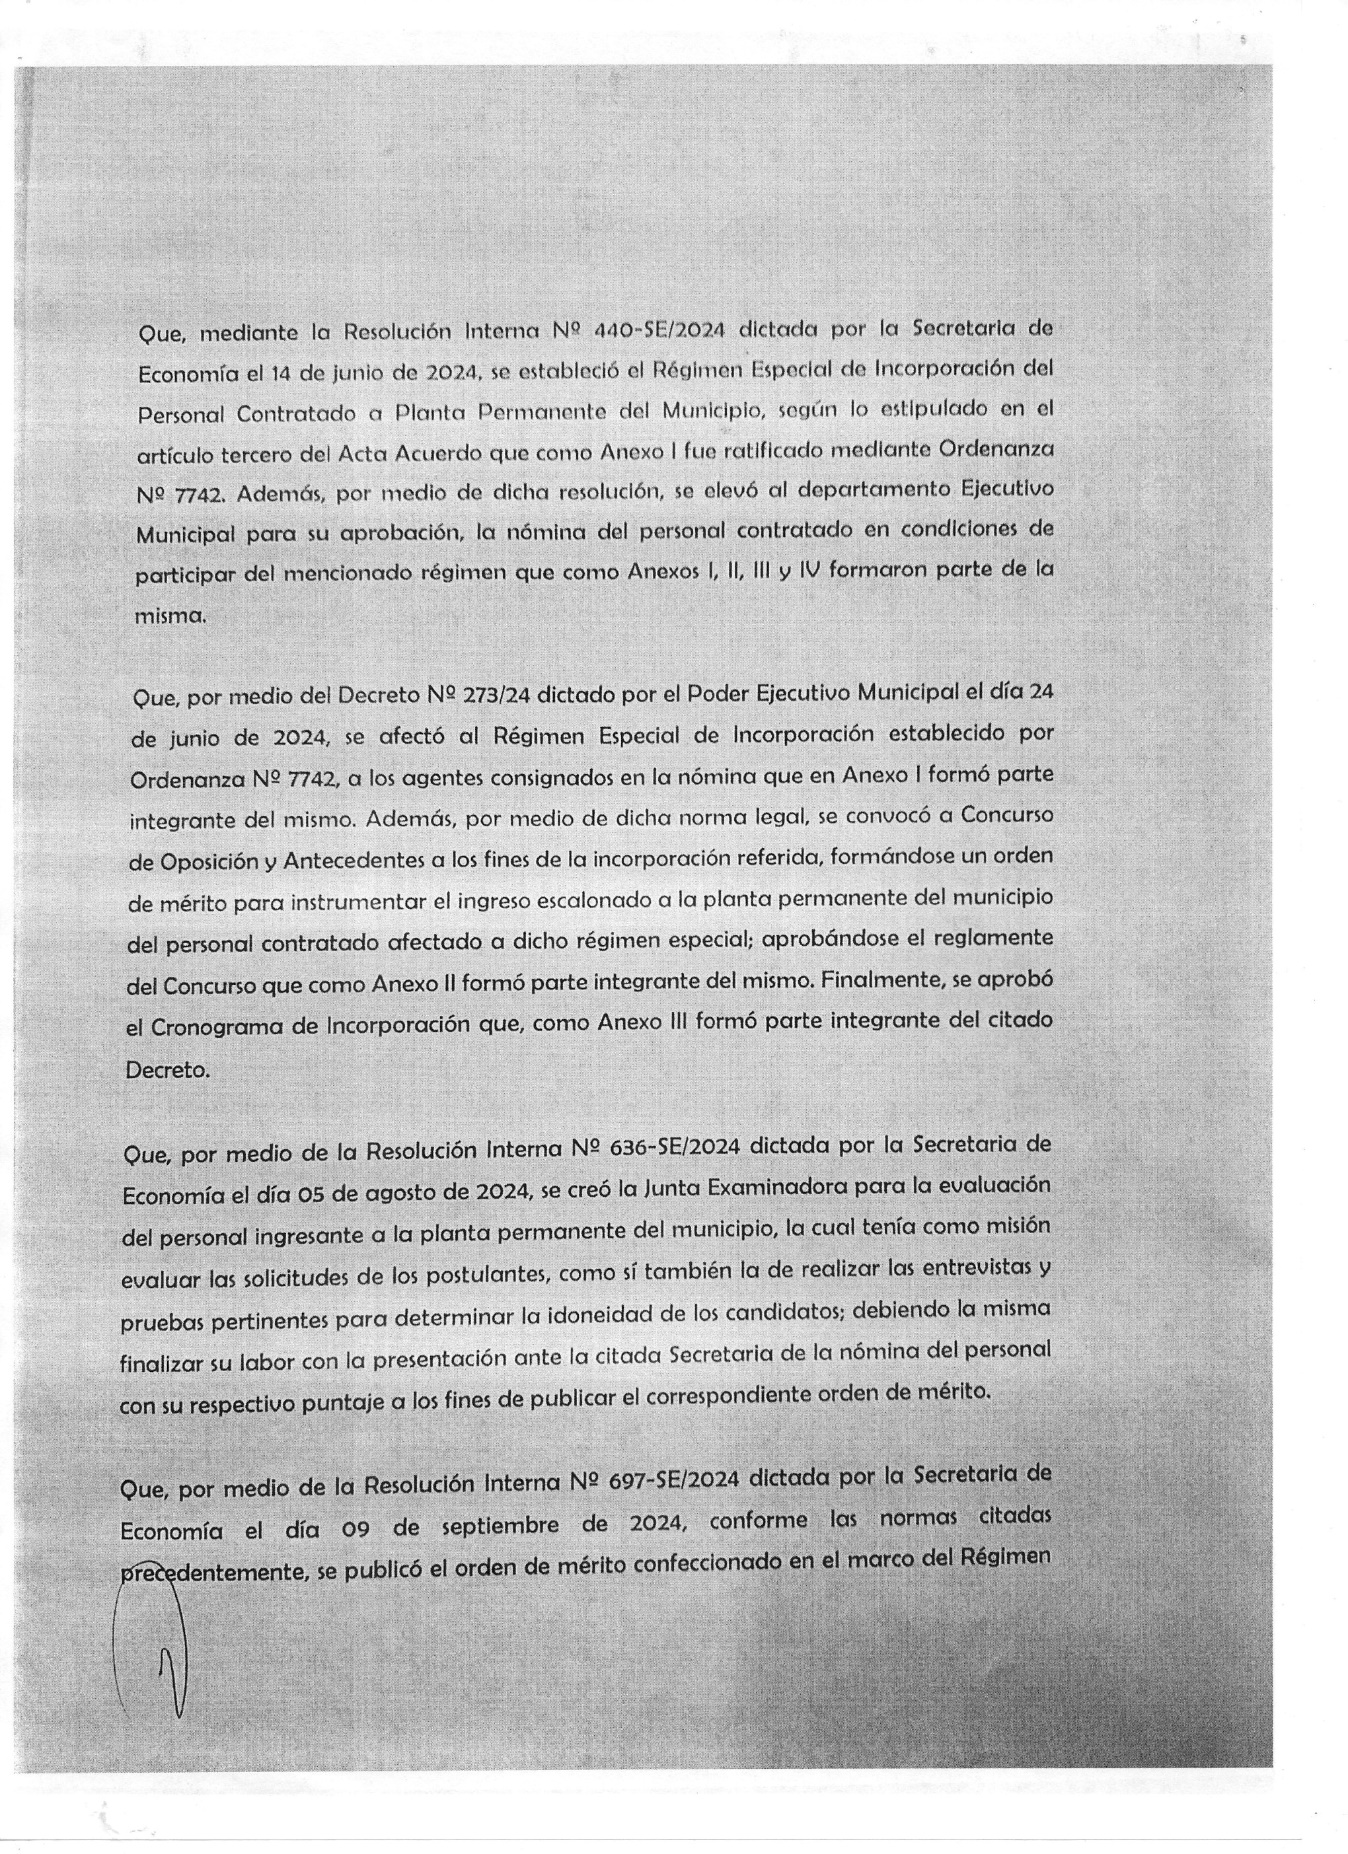 Que, mediante la Resolución Interna Nº 440-SE/2024 dictada por la Secretaria de
Economía el 14 de junio de 2024, se estableció el Régimen Especial de Incorporación del
Personal Contratado a Planta Permanente del Municipio, según lo estipulado en el
artículo tercero del Acta Acuerdo que como Anexo I fue ratificado mediante Ordenanza
Nº 7742. Además, por medio de dicha resolución, se elevó al departamento Ejecutivo
Municipal para su aprobación, la nómina del personal contratado en condiciones de
participar del mencionado régimen que como Anexos I, II, III y IV formaron parte de la
misma.
Que, por medio del Decreto Nº 273/24 dictado por el Poder Ejecutivo Municipal el día 24
de junio de 2024, se afectó al Régimen Especial de Incorporación establecido por
Ordenanza Nº 7742, a los agentes consignados en la nómina que en Anexo I formó parte
integrante del mismo. Además, por medio de dicha norma legal, se convocó a Concurso
de Oposición y Antecedentes a los fines de la incorporación referida, formándose un orden
de mérito para instrumentar el ingreso escalonado a la planta permanente del municipio
del personal contratado afectado a dicho régimen especial; aprobándose el reglamente
del Concurso que como Anexo II formó parte integrante del mismo. Finalmente, se aprobó
el Cronograma de Incorporación que, como Anexo III formó parte integrante del citado
Decreto.
Que, por medio de la Resolución Interna Nº 636-SE/2024 dictada por la Secretaria de
Economía el día 05 de agosto de 2024, se creó la Junta Examinadora para la evaluación
del personal ingresante a la planta permanente del municipio, la cual tenía como misión
evaluar las solicitudes de los postulantes, como sí también la de realizar las entrevistas y
pruebas pertinentes para determinar la idoneidad de los candidatos; debiendo la misma
finalizar su labor con la presentación ante la citada Secretaria de la nómina del personal
con su respectivo puntaje a los fines de publicar el correspondiente orden de mérito.
Que, por medio de la Resolución Interna Nº 697-SE/2024 dictada por la Secretaria de
Economía el día 09 de septiembre de 2024, conforme las normas citadas
precedentemente, se publicó el orden de mérito confeccionado en el marco del Régimen